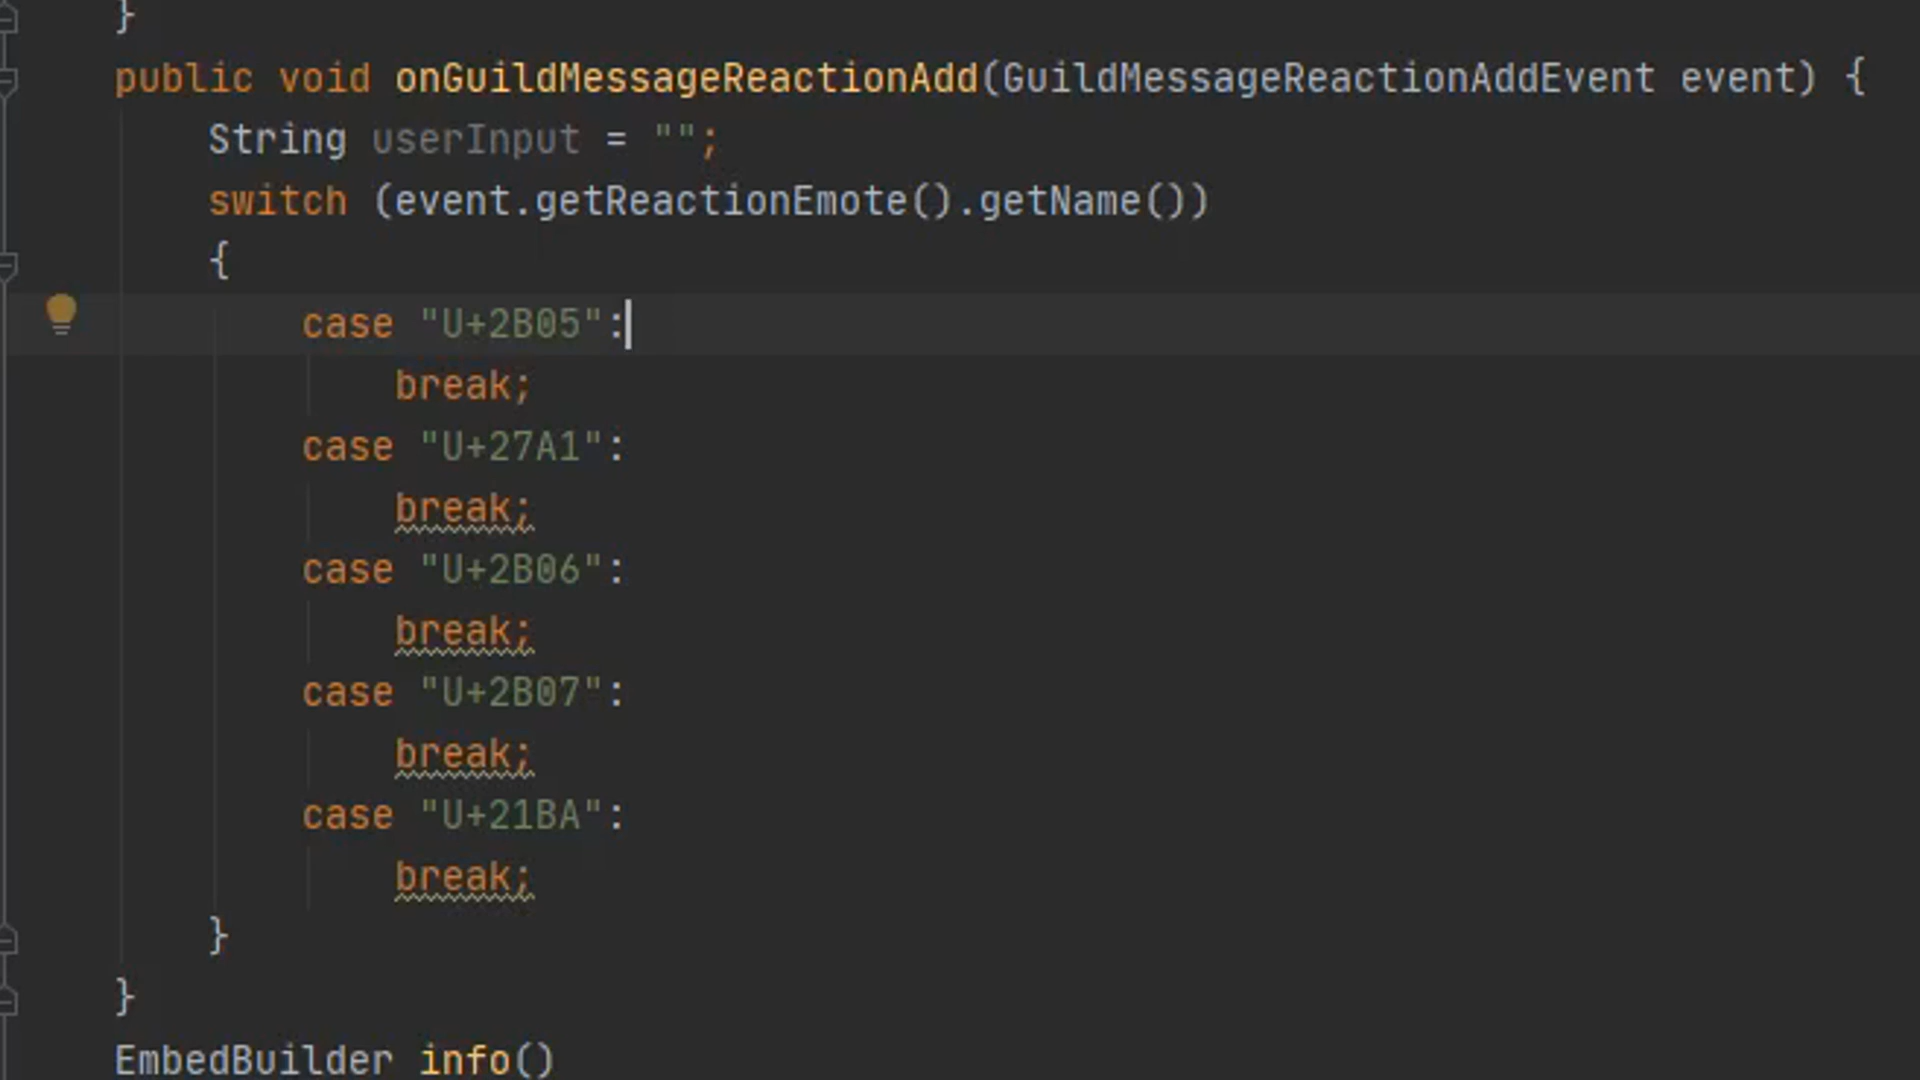 }
public void onGuildMessageReactionAdd(GuildMessageReactionAddEvent event) {
String userInput = "";
switch (event.getReactionEmote().getName())
{
case "U+2B05":
break;
case "U+27A1":
break;
case "U+2B06":
break;
case "U+2B07":
break;
case "U+21BA":
break;
}
}
EmbedBuilder info()